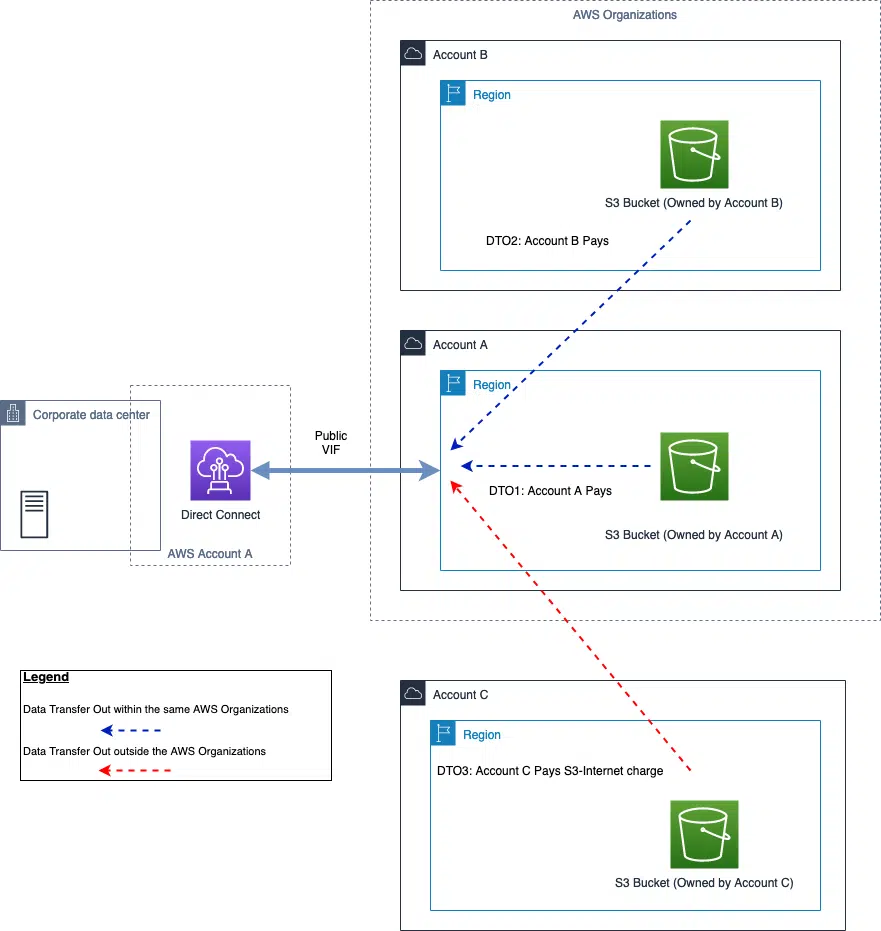 AWS Organizations
Account B
Region
S3 Bucket (Owned by Account B)
DTO2: Account B Pays
Account A
Region
Corporate data center
Public
VIF
DTO1: Account A Pays
Direct Connect
S3 Bucket (Owned by Account A)
AWS Account A
Legend
Data Transfer Out within the same AWS Organizations
Data Transfer Out outside the AWS Organizations
Account C
Region
DTO3: Account C Pays S3-Internet charge
S3 Bucket (Owned by Account C)